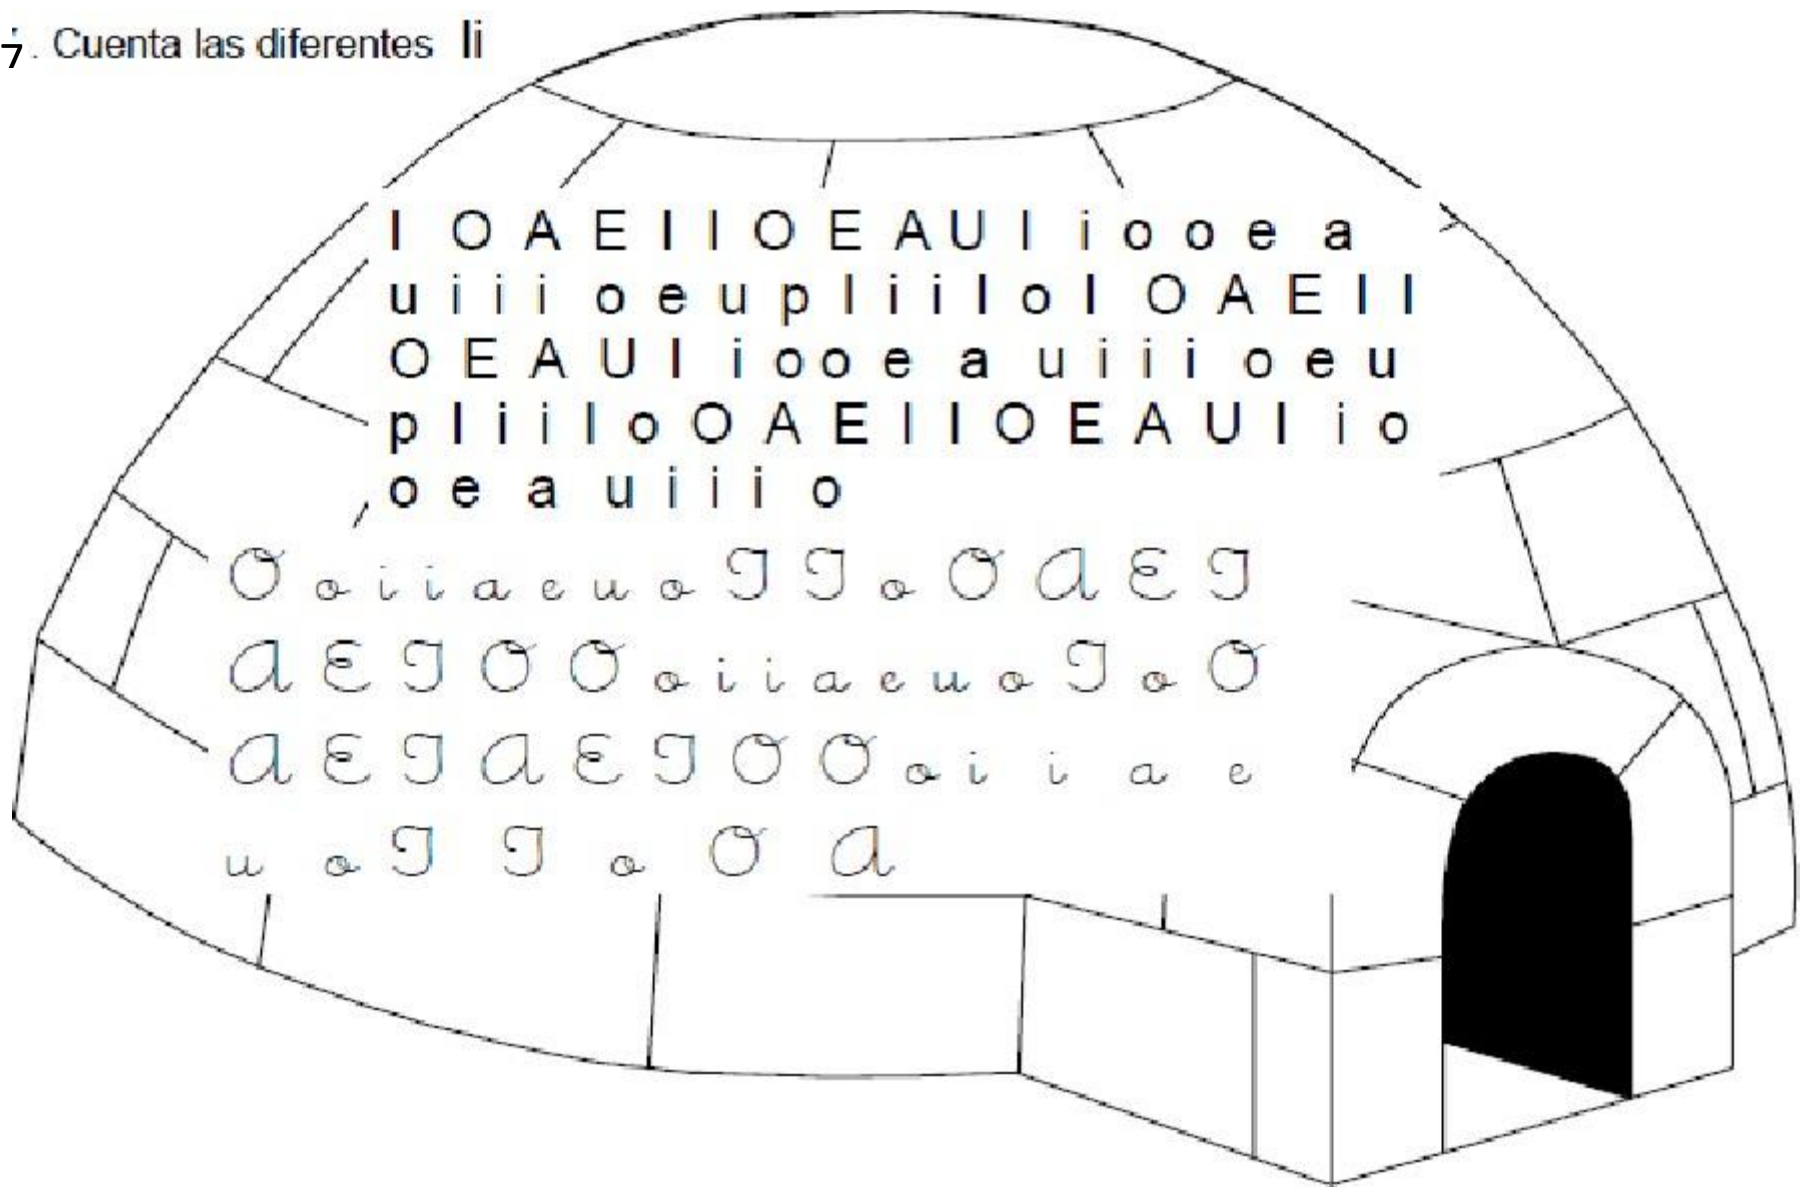 7. Cuenta las diferentes Ii
I O A E I I O E A U I i o o e a
u i i i o e u p l i i l o I O A E I I
O E A U I i o o e a u i i i o e u
p l i i l o O A E I I O E A U I i o
o e a u i i i o
O o i i a e u o I I o O A E I
A E I O O o i i a e u o I o O
A E I A E I O O o i i a e
u o I I o O A